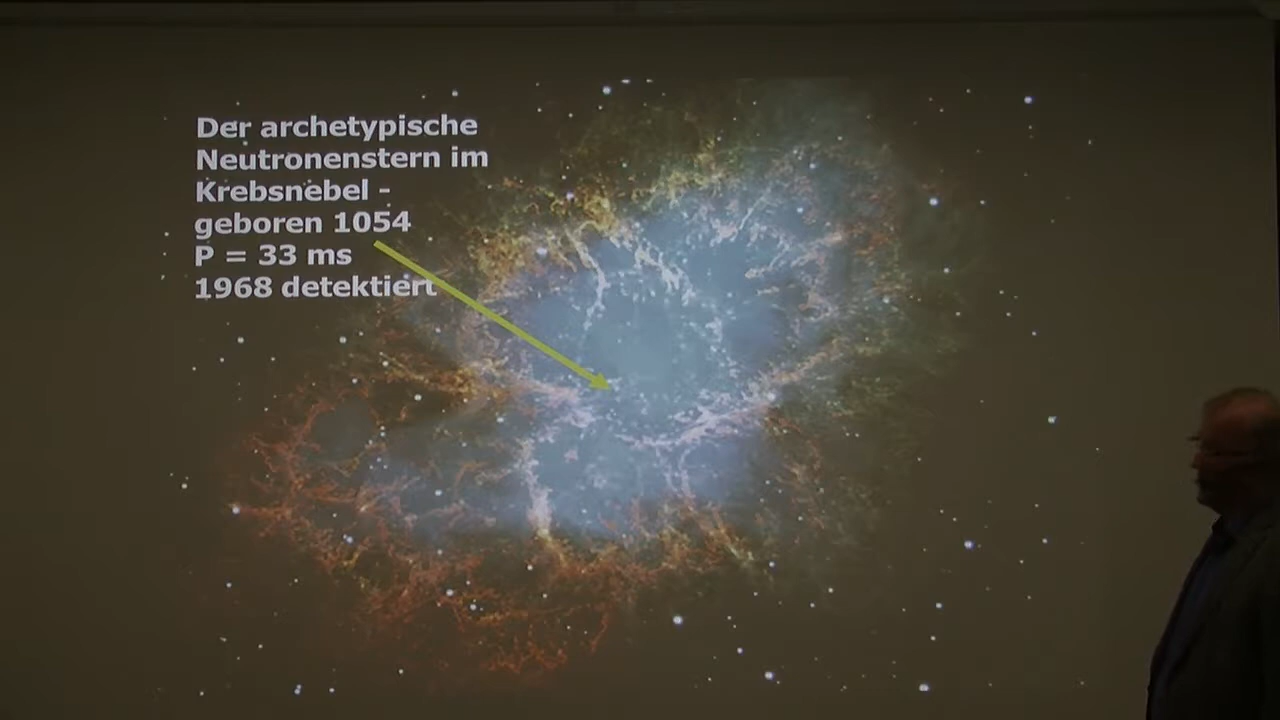 Der archetypische
Neutronenstern im
Krebsnebel -
geboren 1054
P = 33 ms
1968 detektiert